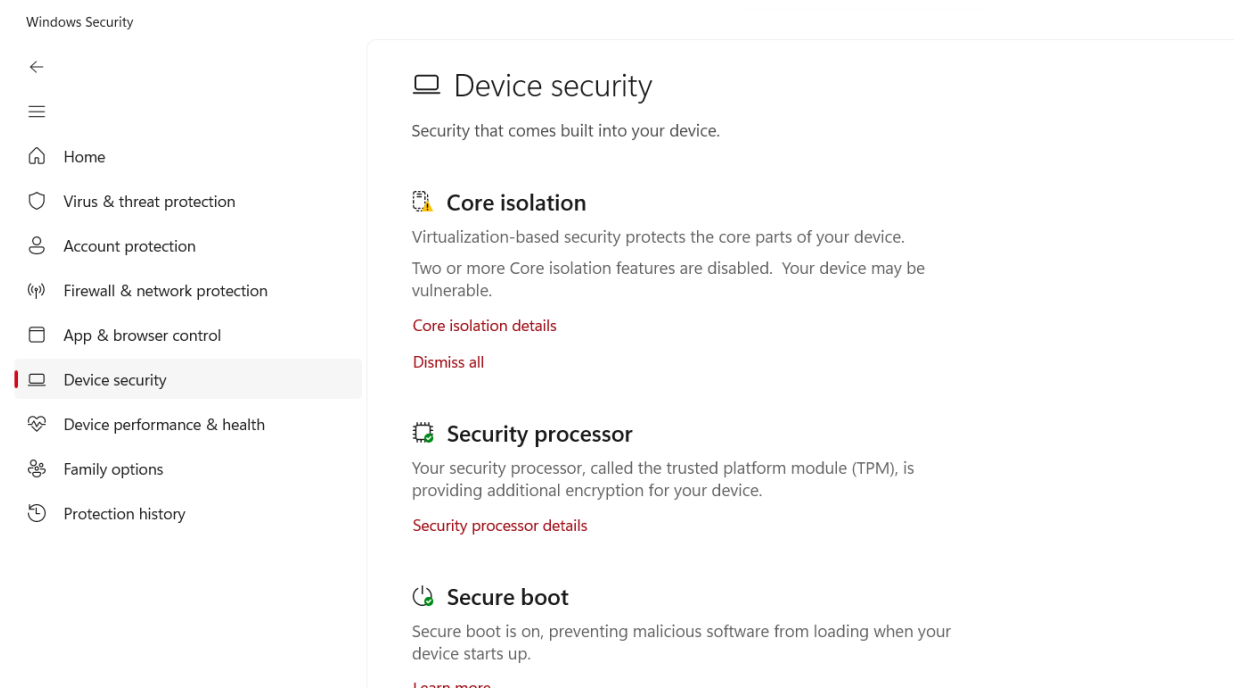 Windows Security
Home
Virus & threat protection
Account protection
Firewall & network protection
App & browser control
Device security
Device performance & health
Family options
Protection history
Device security
Security that comes built into your device.
Core isolation
Virtualization-based security protects the core parts of your device.
Two or more Core isolation features are disabled.  Your device may be
vulnerable.
Core isolation details
Dismiss all
Security processor
Your security processor, called the trusted platform module (TPM), is
providing additional encryption for your device.
Security processor details
Secure boot
Secure boot is on, preventing malicious software from loading when your
device starts up.
Learn more